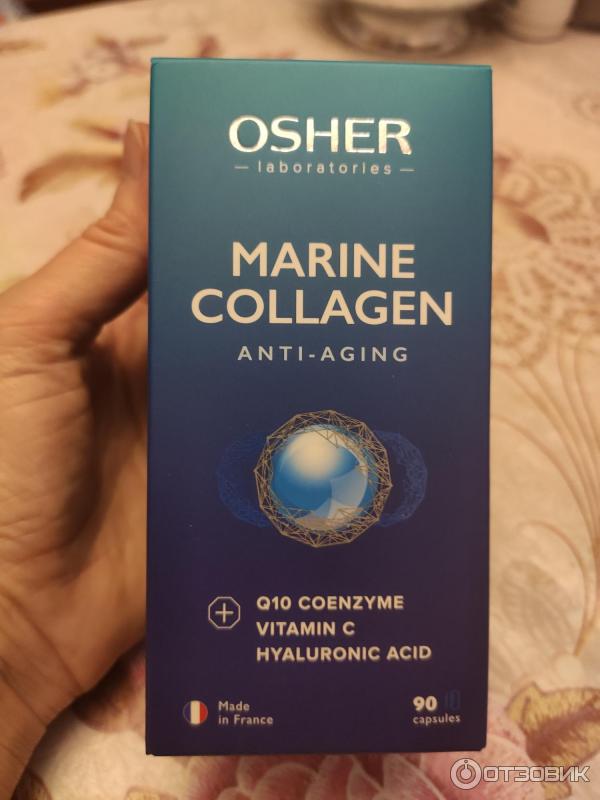 OSHER
laboratories
MARINE
COLLAGEN
ANTI-AGING
Q10 COENZYME
VITAMIN C
HYALURONIC ACID
Made
in France
90
capsules
ОТЗОВИК